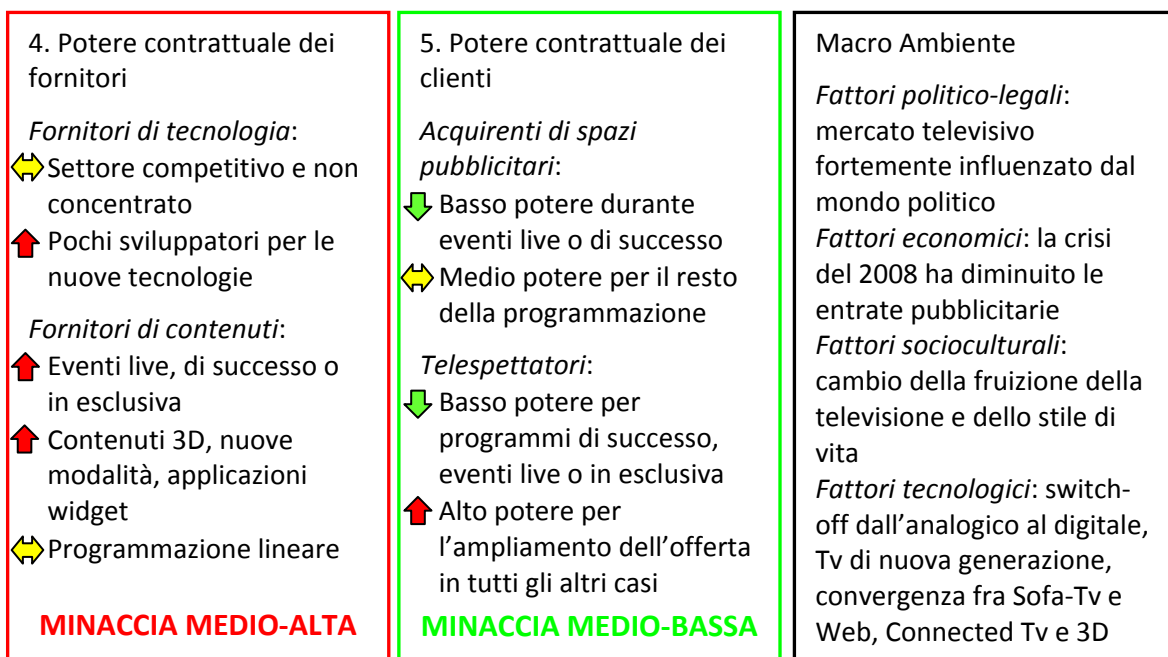 4. Potere contrattuale dei
fornitori
Fornitori di tecnologia:
Settore competitivo e non
concentrato
Pochi sviluppatori per le
nuove tecnologie
Fornitori di contenuti:
Eventi live, di successo o
in esclusiva
Contenuti 3D, nuove
modalità, applicazioni
widget
Programmazione lineare
MINACCIA MEDIO-ALTA
5. Potere contrattuale dei
clienti
Acquirenti di spazi
pubblicitari:
Basso potere durante
eventi live o di successo
Medio potere per il resto
della programmazione
Telespettatori:
Basso potere per
programmi di successo,
eventi live o in esclusiva
Alto potere per
l’ampliamento dell’offerta
in tutti gli altri casi
MINACCIA MEDIO-BASSA
Macro Ambiente
Fattori politico-legali:
mercato televisivo
fortemente influenzato dal
mondo politico
Fattori economici: la crisi
del 2008 ha diminuito le
entrate pubblicitarie
Fattori socioculturali:
cambio della fruizione della
televisione e dello stile di
vita
Fattori tecnologici: switch-
off dall’analogico al digitale,
Tv di nuova generazione,
convergenza fra Sofa-Tv e
Web, Connected Tv e 3D